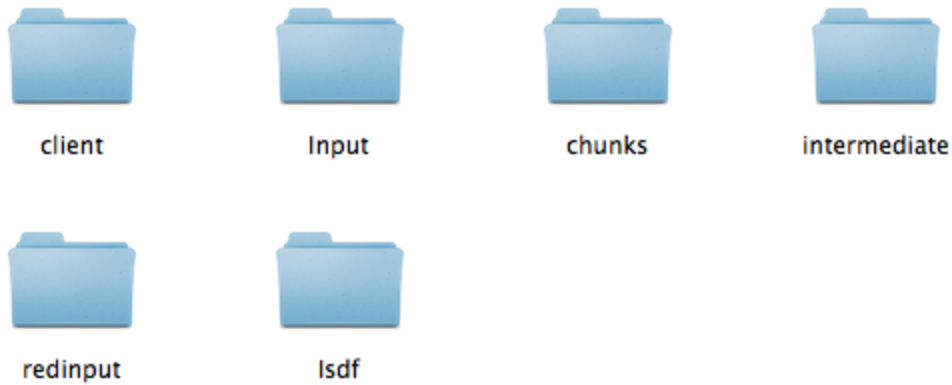 client
Input
chunks
intermediate
redinput
lsdf